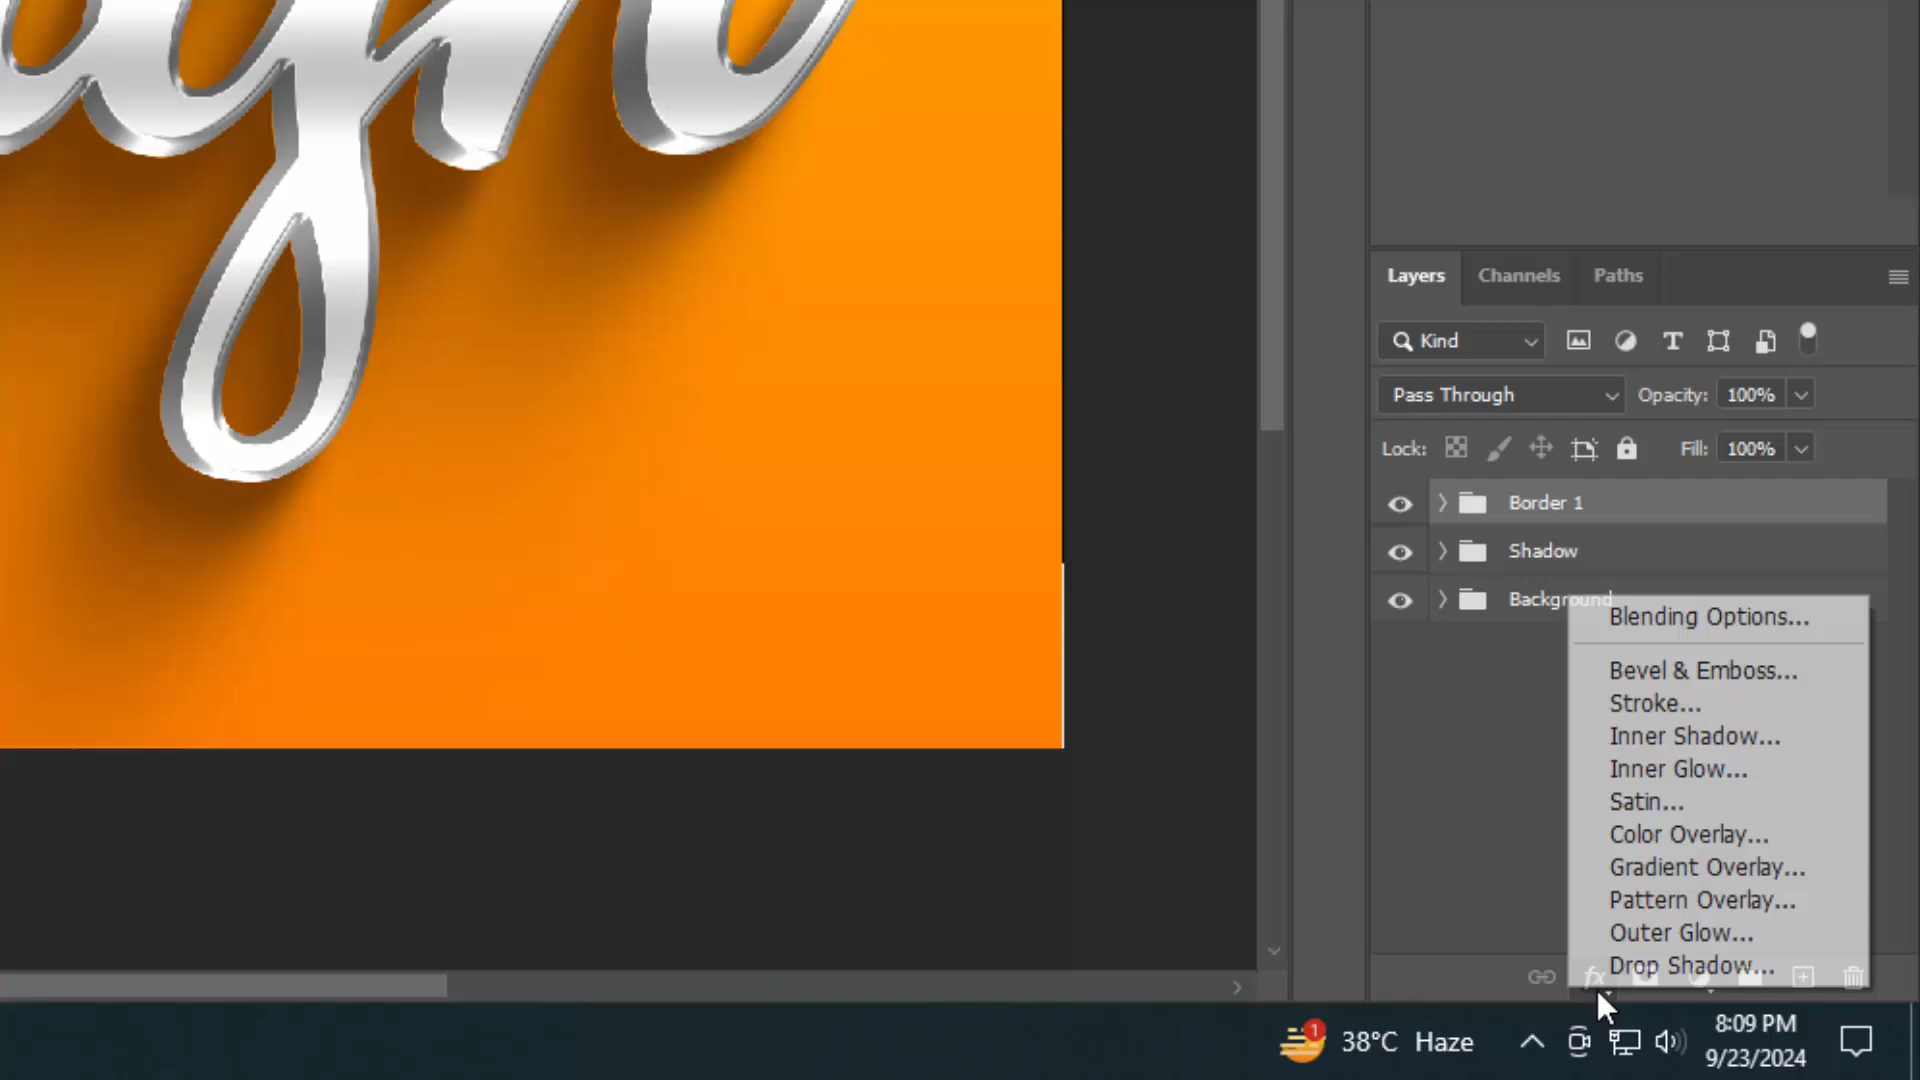 Layers Channels Paths
Kind T
Pass Through Opacity: 100%
Lock: Fill: 100%
Border 1
Shadow
Background
Blending Options...
Bevel & Emboss...
Stroke...
Inner Shadow...
Inner Glow...
Satin...
Color Overlay...
Gradient Overlay...
Pattern Overlay...
Outer Glow...
Drop Shadow...
fx
1 38°C Haze 8:09 PM
9/23/2024